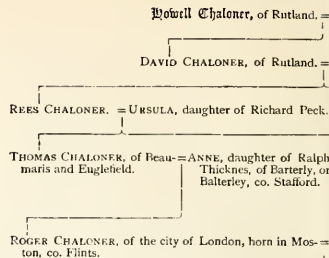 Howell Chaloner, of Rutland. =
DAVID CHALONER, of Rutland. =
REES CHALONER. = URSULA, daughter of Richard Peck.
THOMAS CHALONER, of Beau- = ANNE, daughter of Ralph
maris and Euglefield. Thicknes, of Barterly, or
Balterley, co. Stafford.
ROGER CHALONER, of the city of London, born in Mos- =
ton, co. Flints.